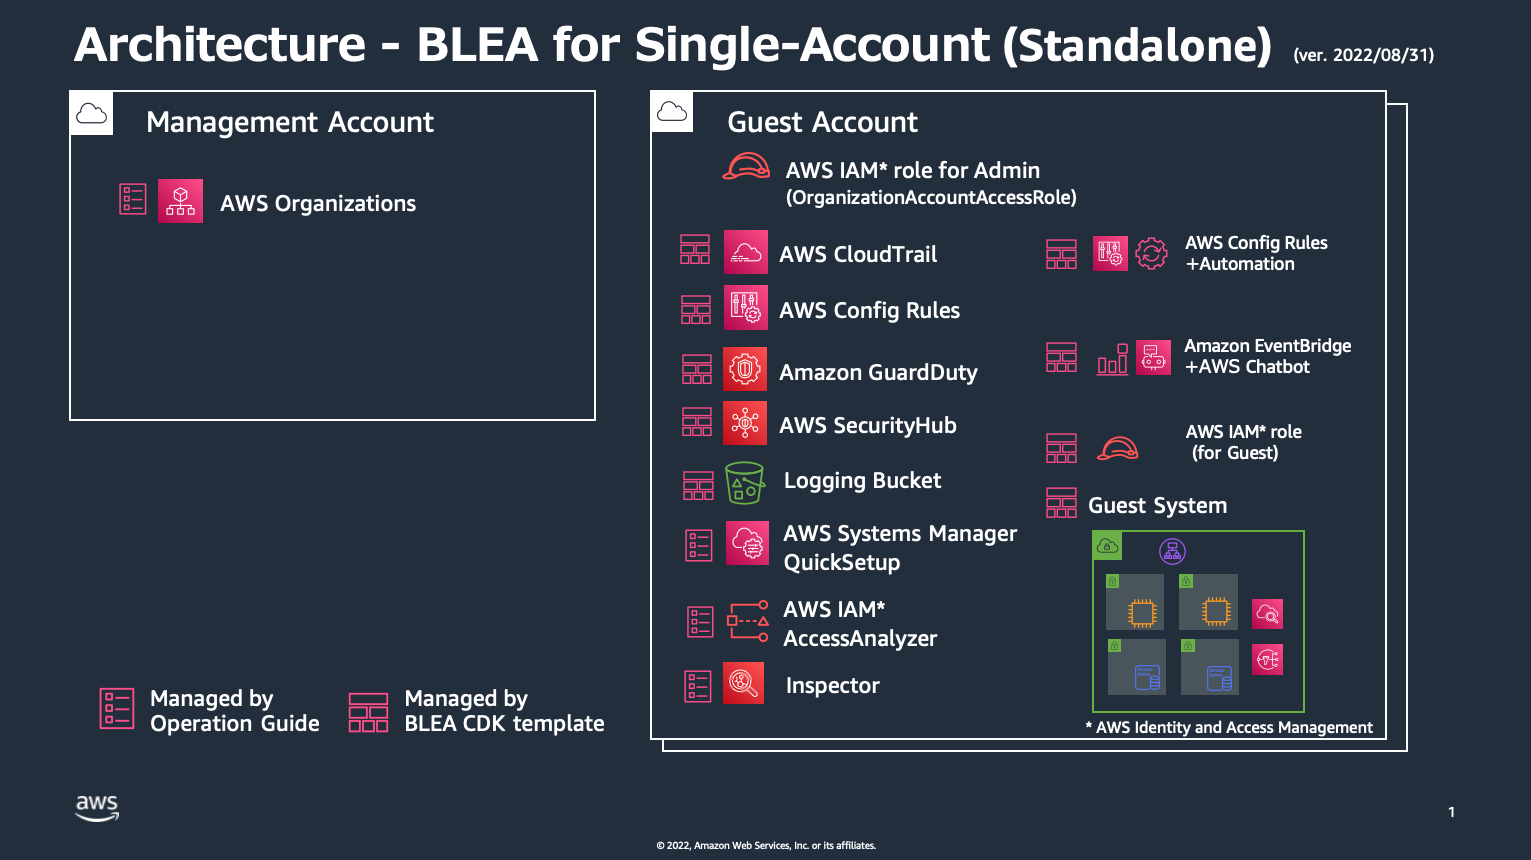 Architecture - BLEA for Single-Account (Standalone) (ver. 2022/08/31)
Management Account
AWS Organizations
Guest Account
AWS IAM* role for Admin
(OrganizationAccountAccessRole)
AWS CloudTrail
AWS Config Rules
Amazon GuardDuty
AWS SecurityHub
Logging Bucket
AWS Systems Manager
QuickSetup
AWS IAM*
AccessAnalyzer
Inspector
AWS Config Rules
+Automation
Amazon EventBridge
+AWS Chatbot
AWS IAM* role
(for Guest)
Guest System
* AWS Identity and Access Management
Managed by
Operation Guide
Managed by
BLEA CDK template
aws
1
© 2022, Amazon Web Services, Inc. or its affiliates.